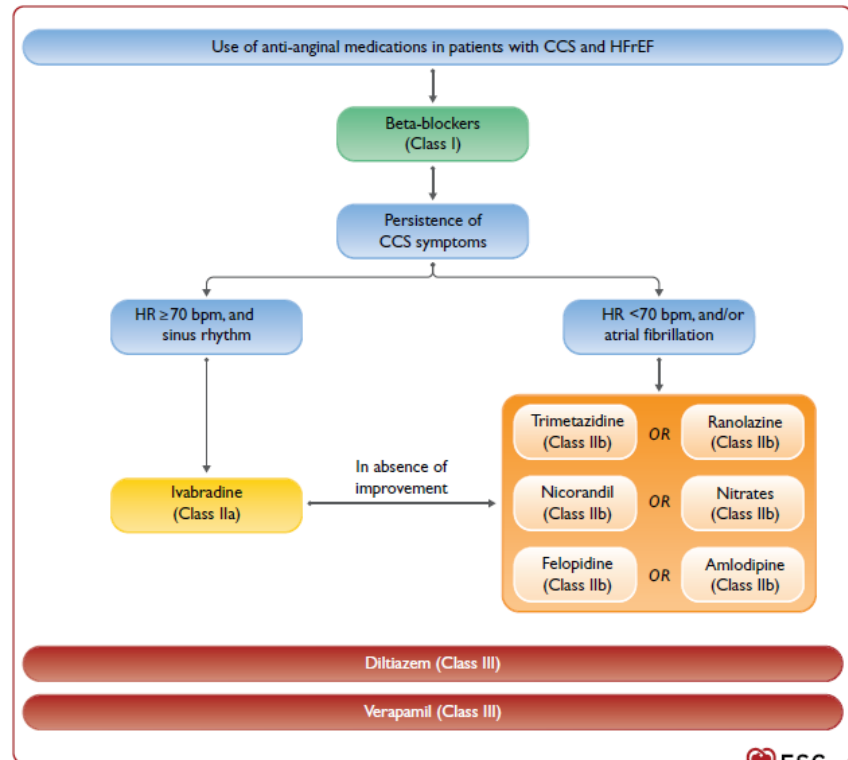 Use of anti-anginal medications in patients with CCS and HFrEF
Beta-blockers
(Class I)
Persistence of
CCS symptoms
HR ≥70 bpm, and
sinus rhythm
HR <70 bpm, and/or
atrial fibrillation
Trimetazidine
(Class IIb)
OR
Ranolazine
(Class IIb)
In absence of
improvement
Ivabradine
(Class IIa)
Nicorandil
(Class IIb)
OR
Nitrates
(Class IIb)
Felopidine
(Class IIb)
OR
Amlodipine
(Class IIb)
Diltiazem (Class III)
Verapamil (Class III)